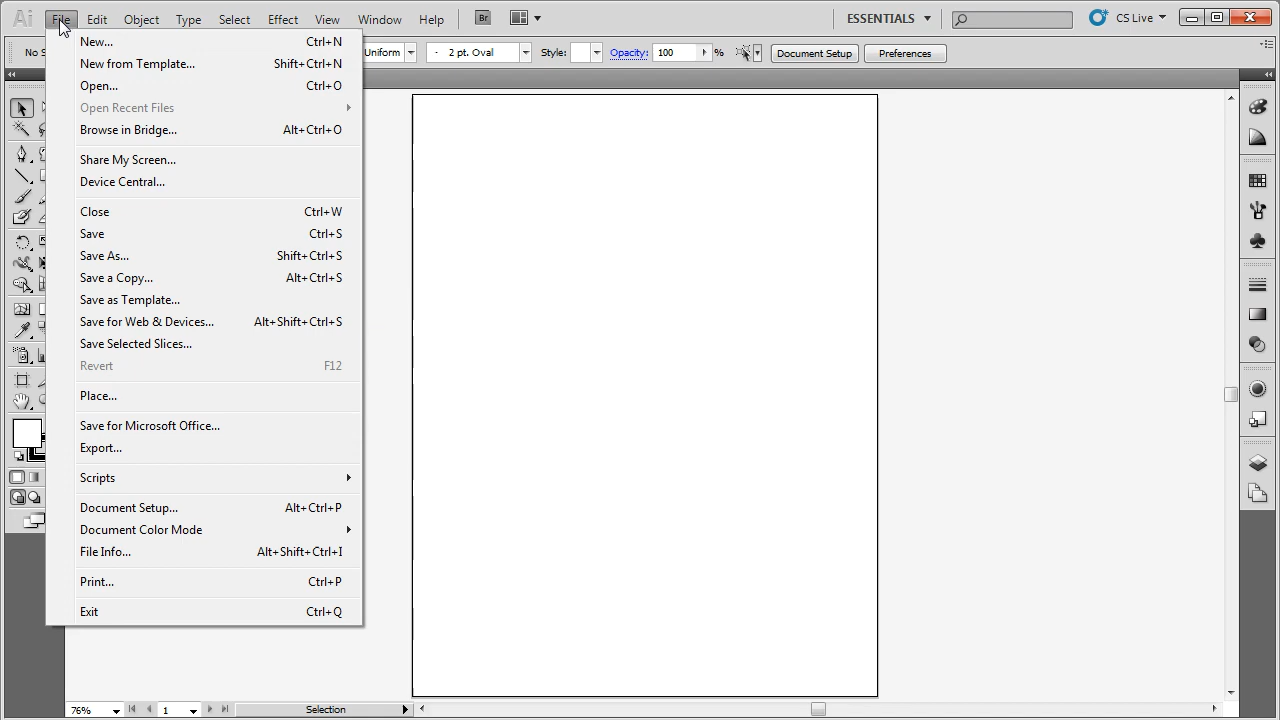 Ai File Edit Object Type Select Effect View Window Help Br ESSENTIALS CS Live
No S Uniform 2 pt. Oval Style: Opacity: 100 % Document Setup Preferences
New... Ctrl+N
New from Template... Shift+Ctrl+N
Open... Ctrl+O
Open Recent Files
Browse in Bridge... Alt+Ctrl+O
Share My Screen...
Device Central...
Close Ctrl+W
Save Ctrl+S
Save As... Shift+Ctrl+S
Save a Copy... Alt+Ctrl+S
Save as Template...
Save for Web & Devices... Alt+Shift+Ctrl+S
Save Selected Slices...
Revert F12
Place...
Save for Microsoft Office...
Export...
Scripts
Document Setup... Alt+Ctrl+P
Document Color Mode
File Info... Alt+Shift+Ctrl+I
Print... Ctrl+P
Exit Ctrl+Q
76% 1 Selection